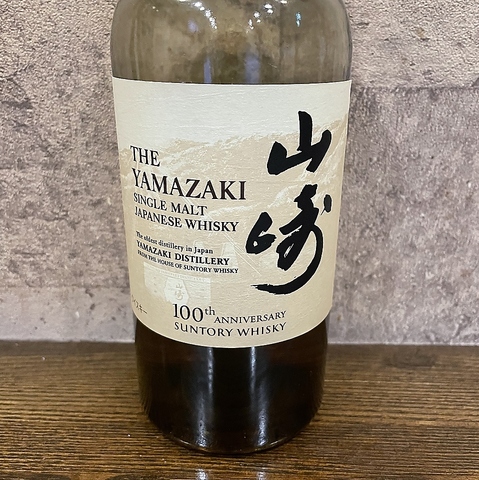 山崎
THE
YAMAZAKI
SINGLE MALT
JAPANESE WHISKY
The oldest distillery in Japan
YAMAZAKI DISTILLERY
FROM THE HOUSE OF SUNTORY WHISKY
100th ANNIVERSARY
SUNTORY WHISKY